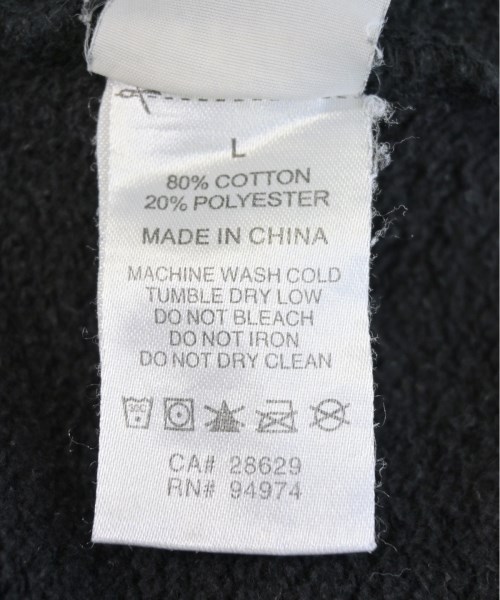 L
80% COTTON
20% POLYESTER
MADE IN CHINA
MACHINE WASH COLD
TUMBLE DRY LOW
DO NOT BLEACH
DO NOT IRON
DO NOT DRY CLEAN
30C
CA# 28629
RN# 94974